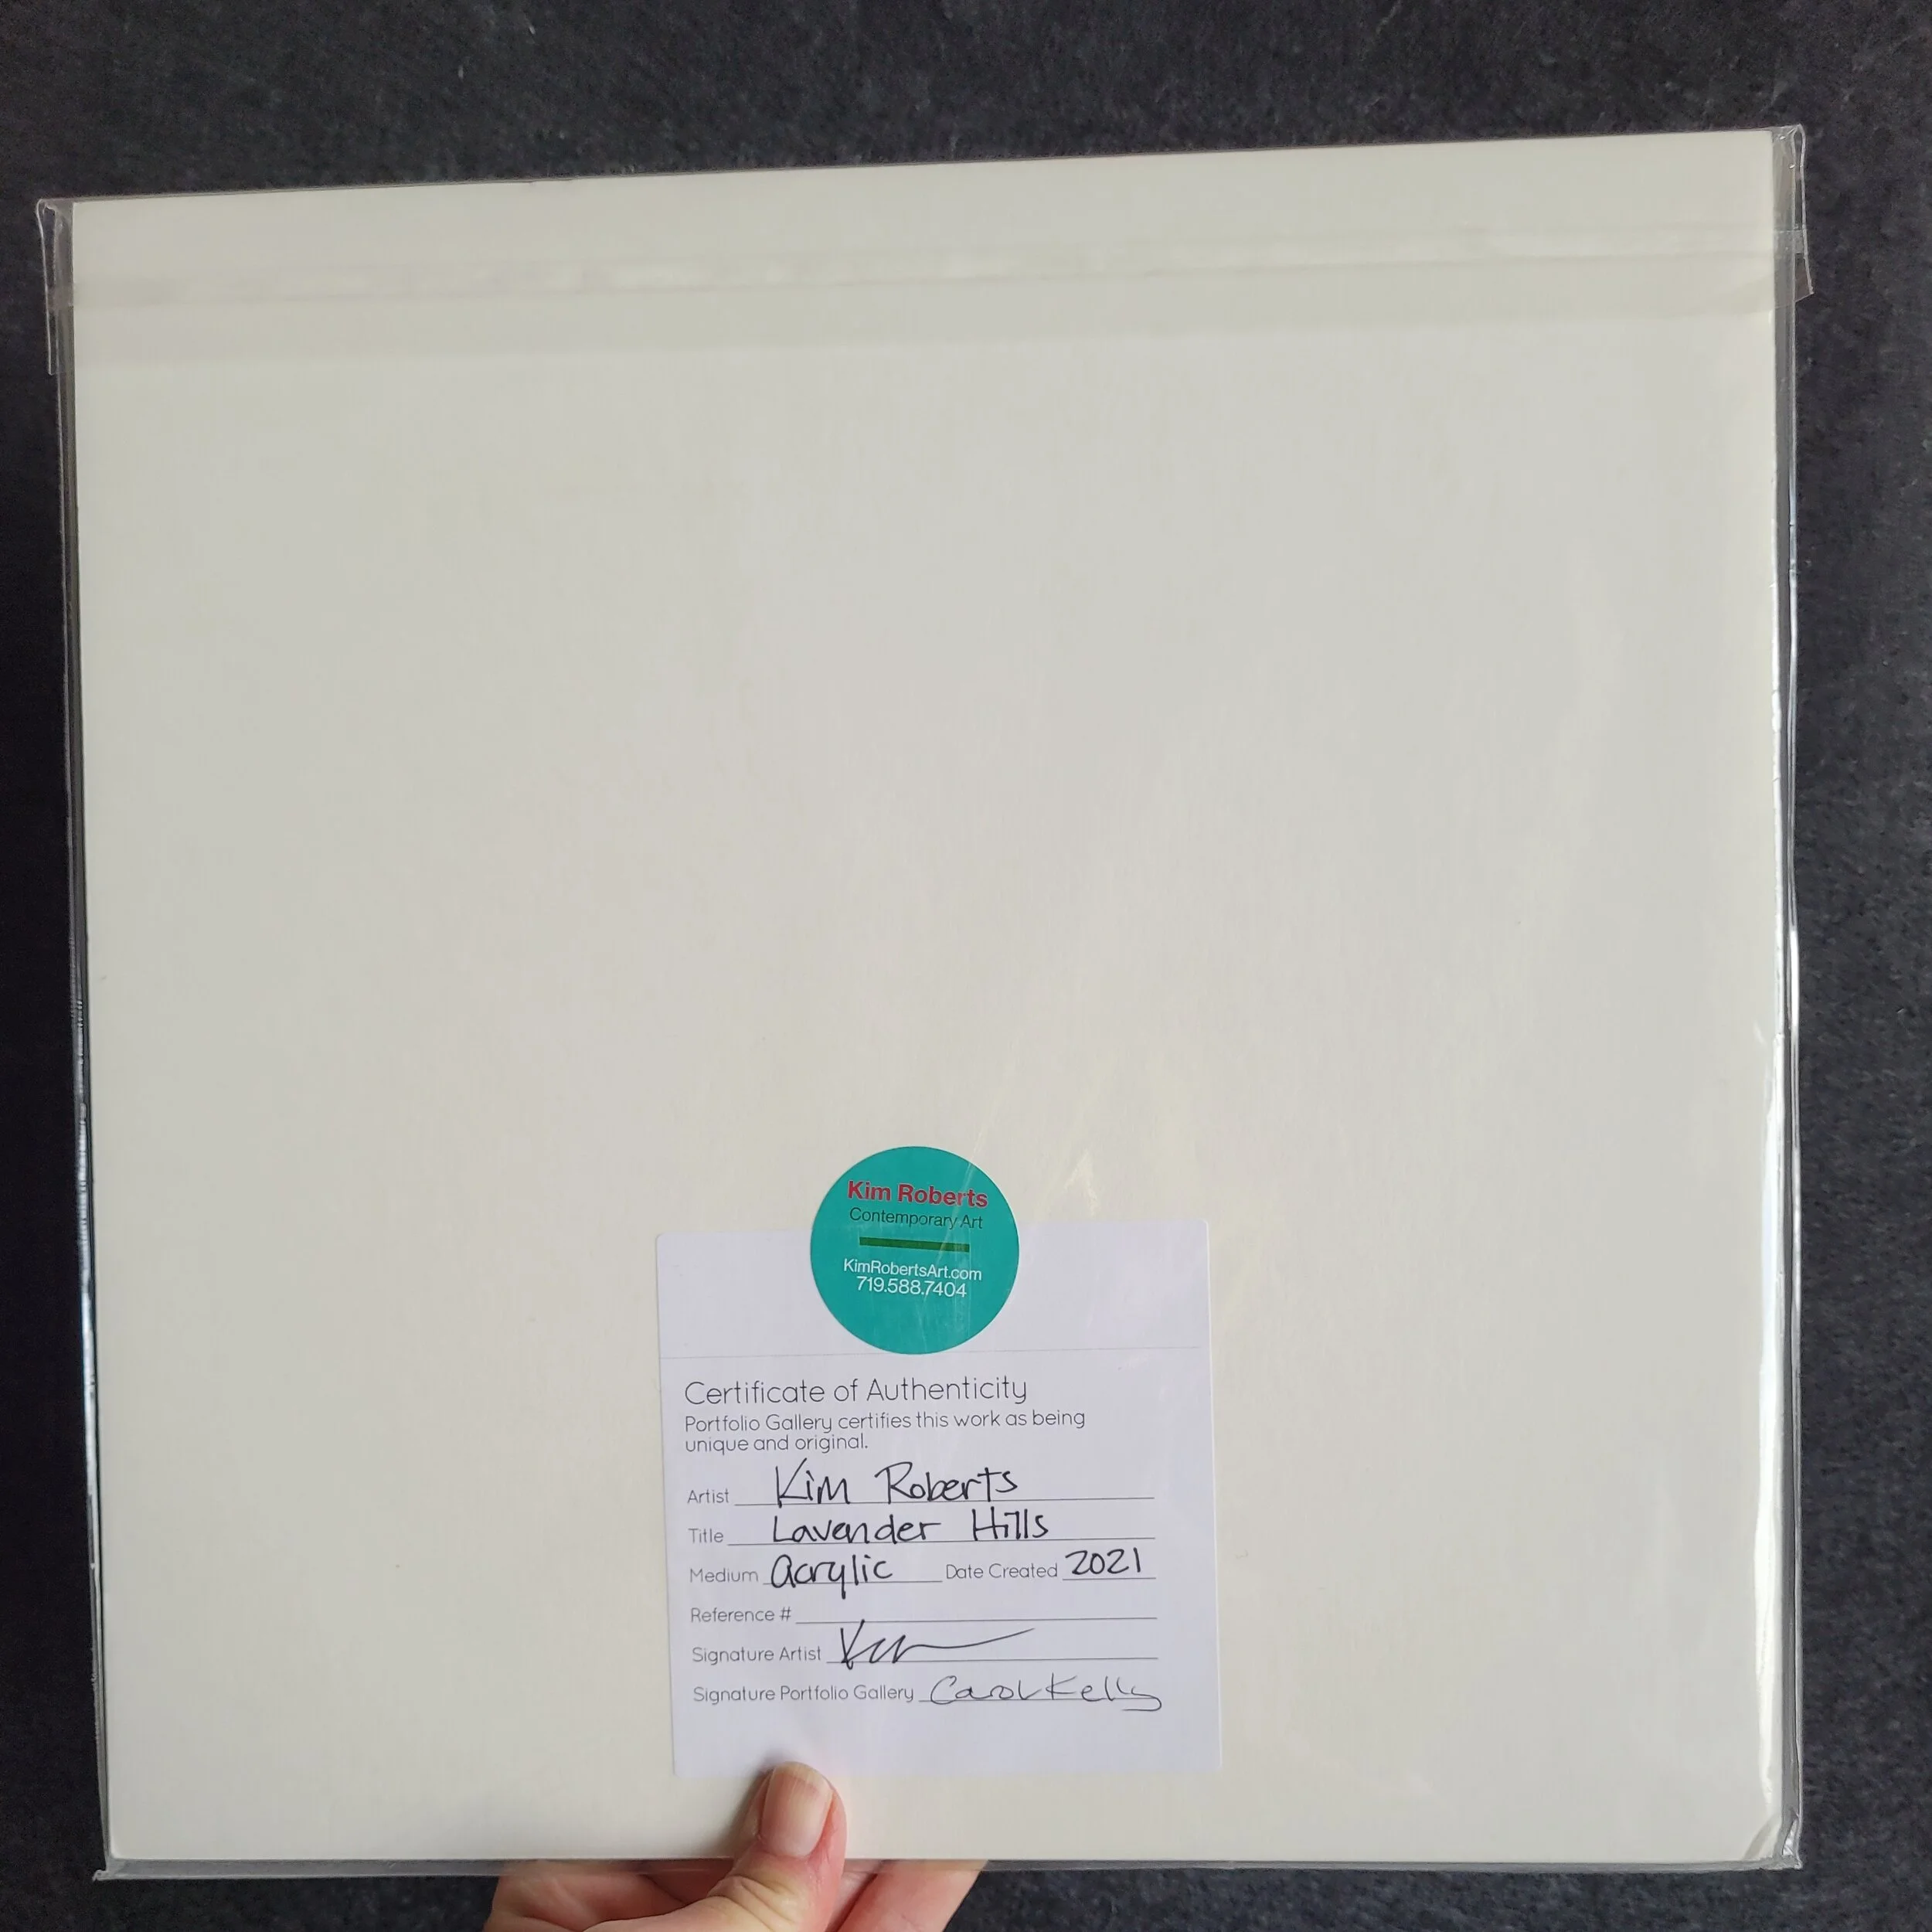 Kim Roberts
Contemporary Art
KimRobertsArt.com
719.588.7404
Certificate of Authenticity
Portfolio Gallery certifies this work as being
unique and original.
Artist Kim Roberts
Title Lavender Hills
Medium acrylic Date Created 2021
Reference #
Signature Artist
Signature Portfolio Gallery Carol Kelly